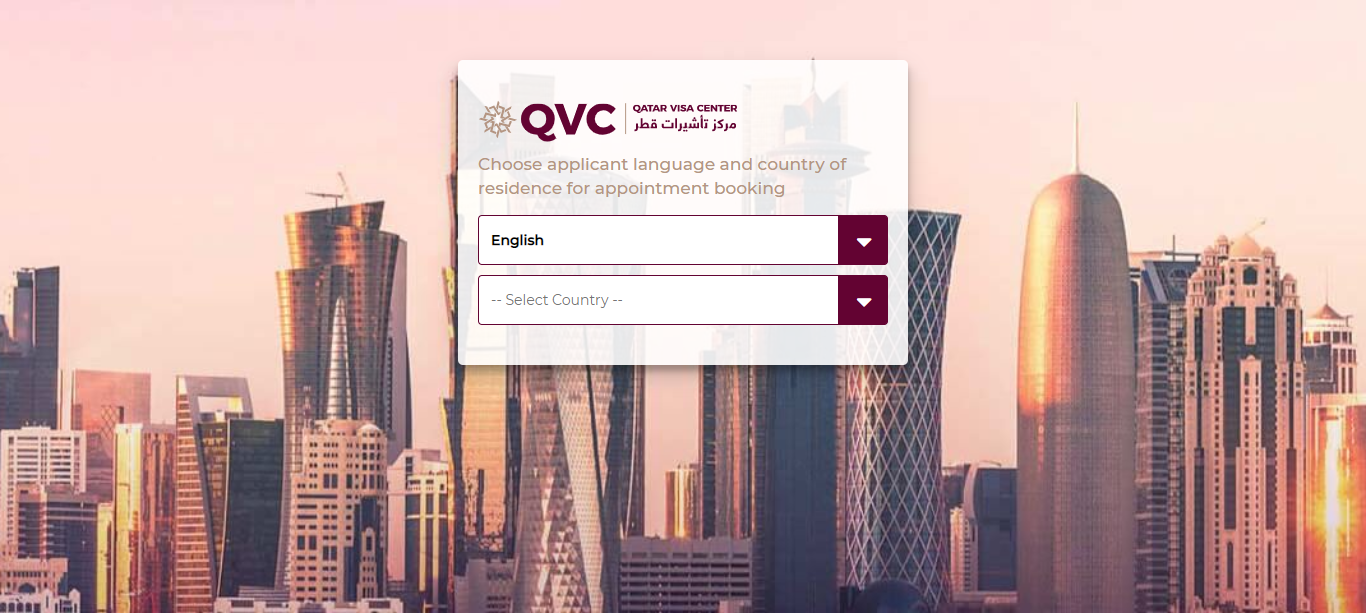 QVC
QATAR VISA CENTER
مركز تأشيرات قطر
Choose applicant language and country of
residence for appointment booking
English
-- Select Country --